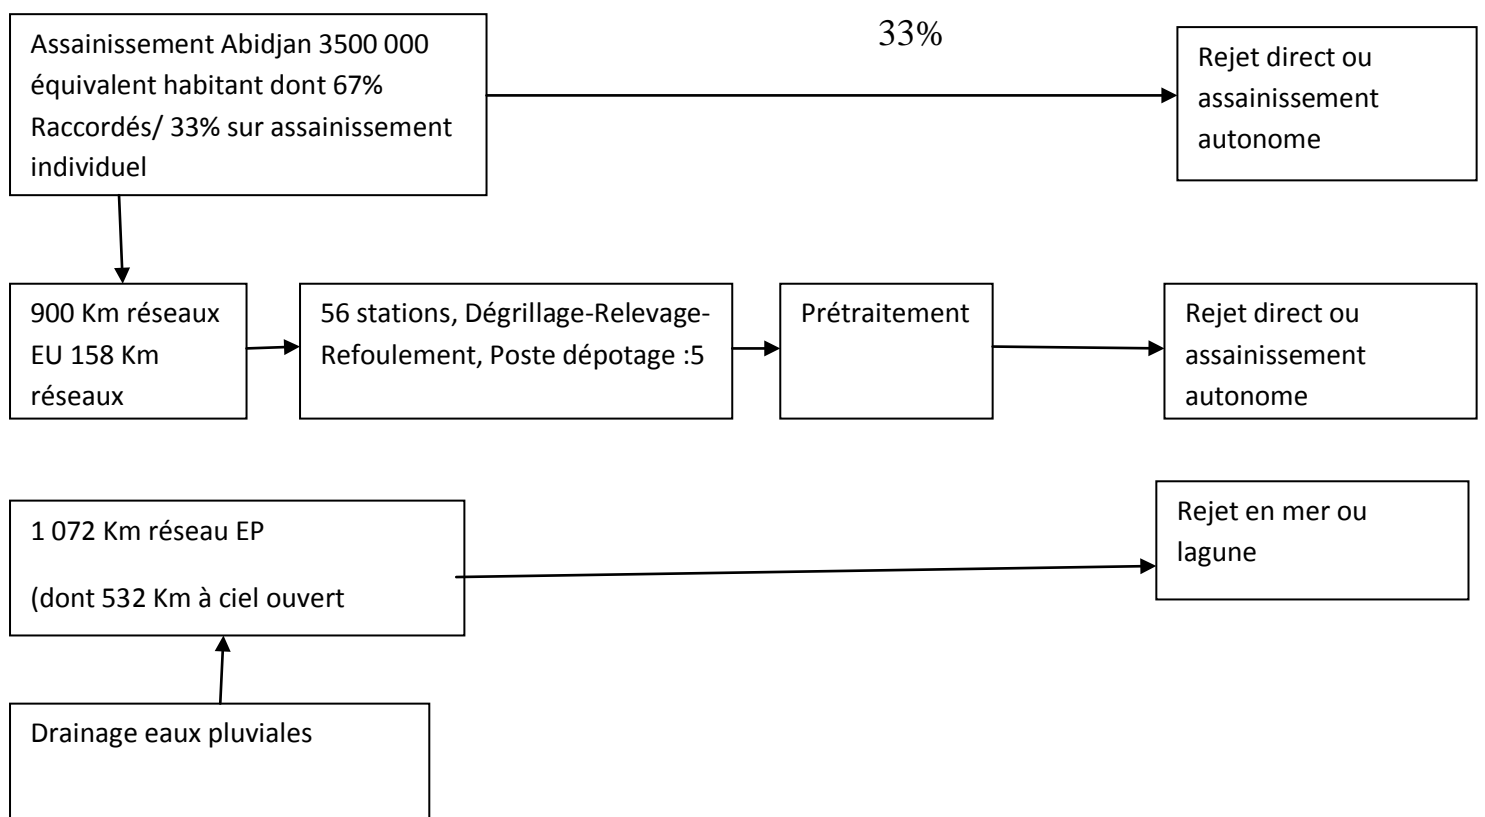 Assainissement Abidjan 3500 000
équivalent habitant dont 67%
Raccordés/ 33% sur assainissement
individuel
33%
Rejet direct ou
assainissement
autonome
900 Km réseaux
EU 158 Km
réseaux
56 stations, Dégrillage-Relevage-
Refoulement, Poste dépotage :5
Prétraitement
Rejet direct ou
assainissement
autonome
1 072 Km réseau EP
(dont 532 Km à ciel ouvert
Rejet en mer ou
lagune
Drainage eaux pluviales